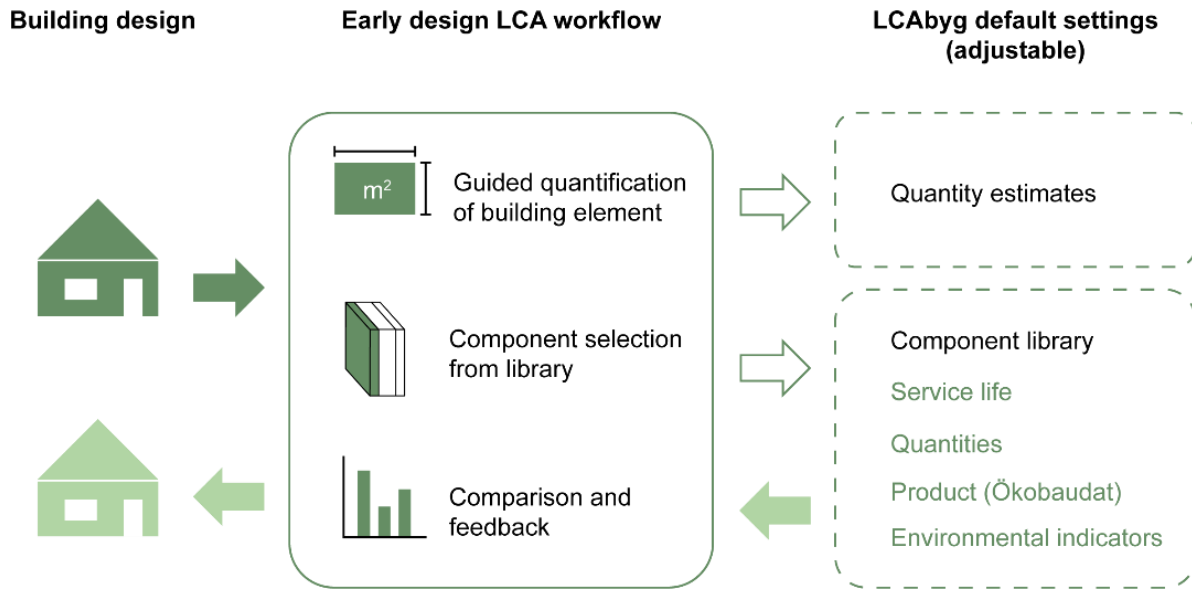 Building design
Early design LCA workflow
LCAbyg default settings
(adjustable)
m²
Guided quantification
of building element
Quantity estimates
Component selection
from library
Component library
Service life
Quantities
Product (Ökobaudat)
Environmental indicators
Comparison and
feedback